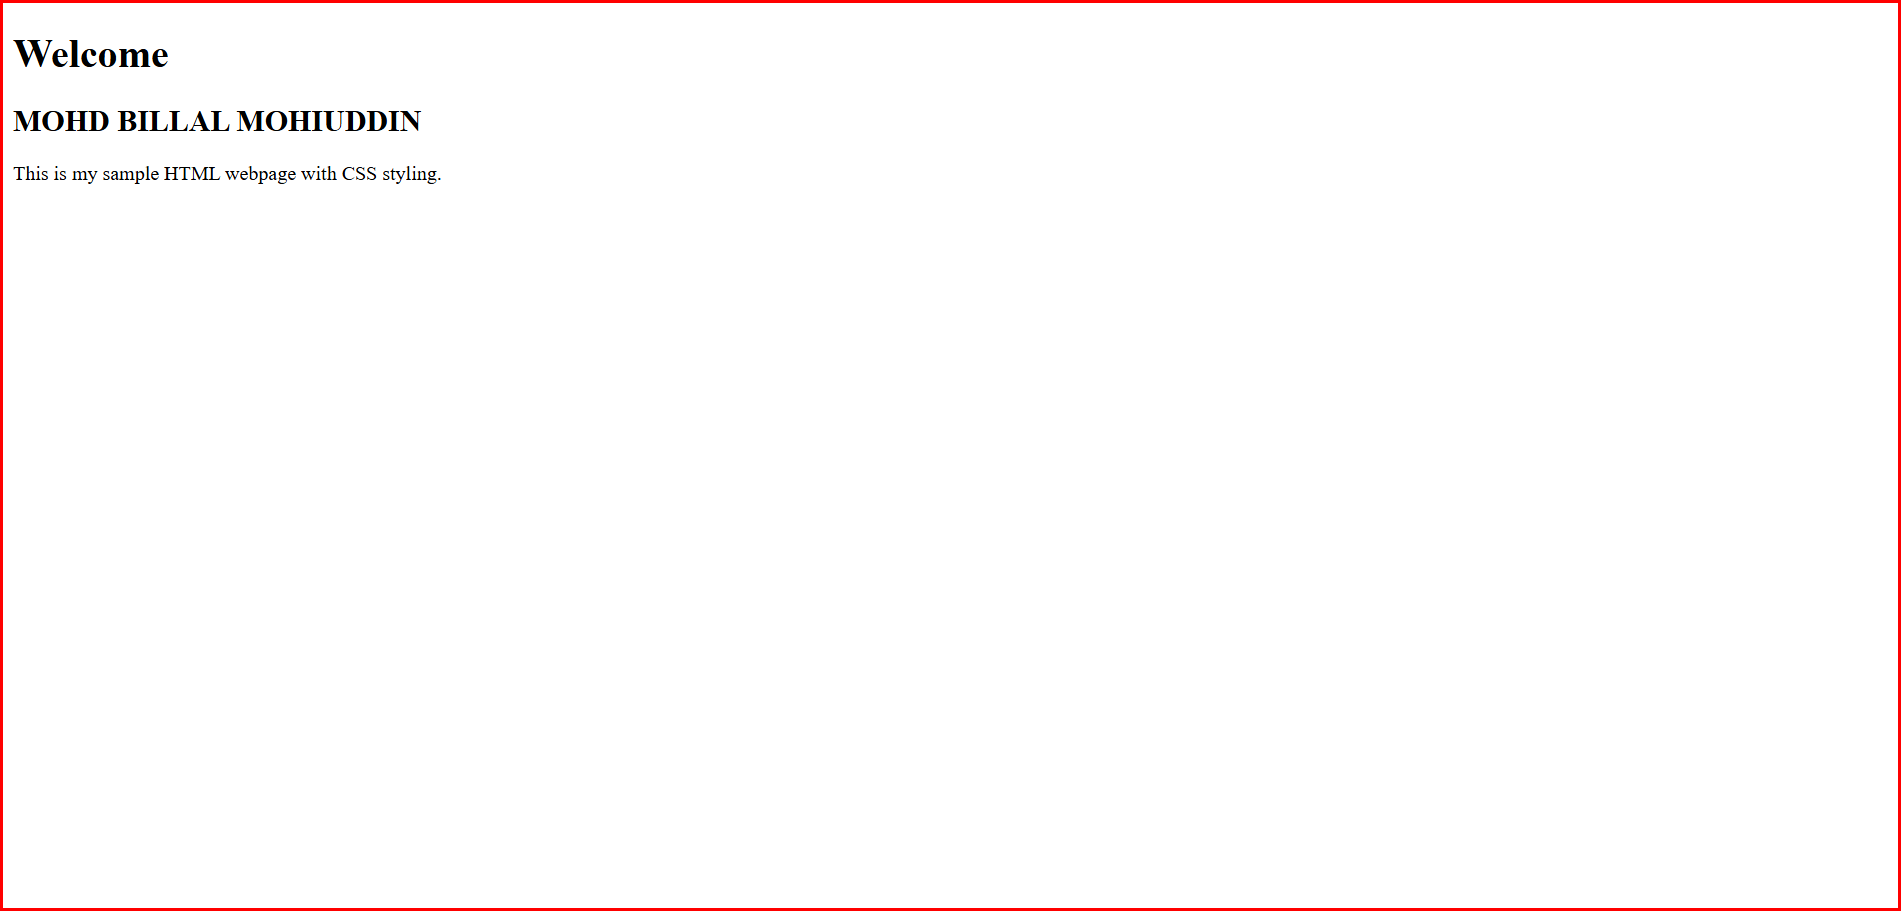 Welcome
MOHD BILLAL MOHIUDDIN
This is my sample HTML webpage with CSS styling.